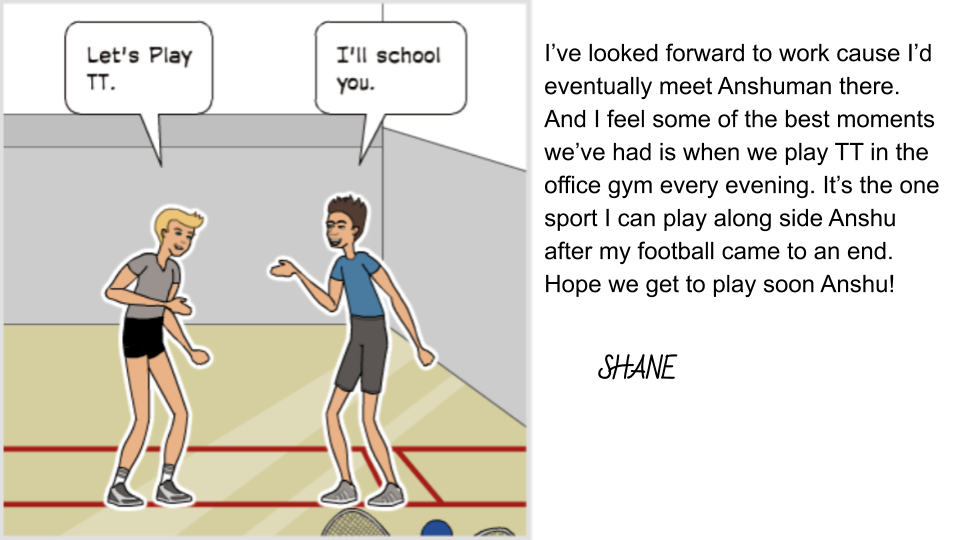 Let's Play
TT.
I'll school
you.
I’ve looked forward to work cause I’d
eventually meet Anshuman there.
And I feel some of the best moments
we’ve had is when we play TT in the
office gym every evening. It’s the one
sport I can play along side Anshu
after my football came to an end.
Hope we get to play soon Anshu!
SHANE